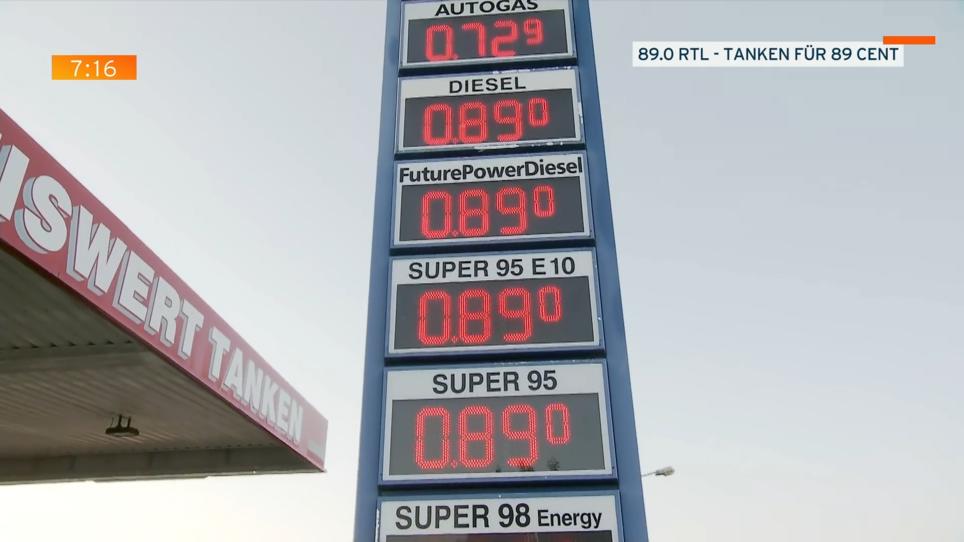 7:16
89.0 RTL - TANKEN FÜR 89 CENT
AUTOGAS
0.729
DIESEL
0.890
FuturePowerDiesel
0.890
SUPER 95 E10
0.890
SUPER 95
0.890
SUPER 98 Energy
ISWERT TANKEN